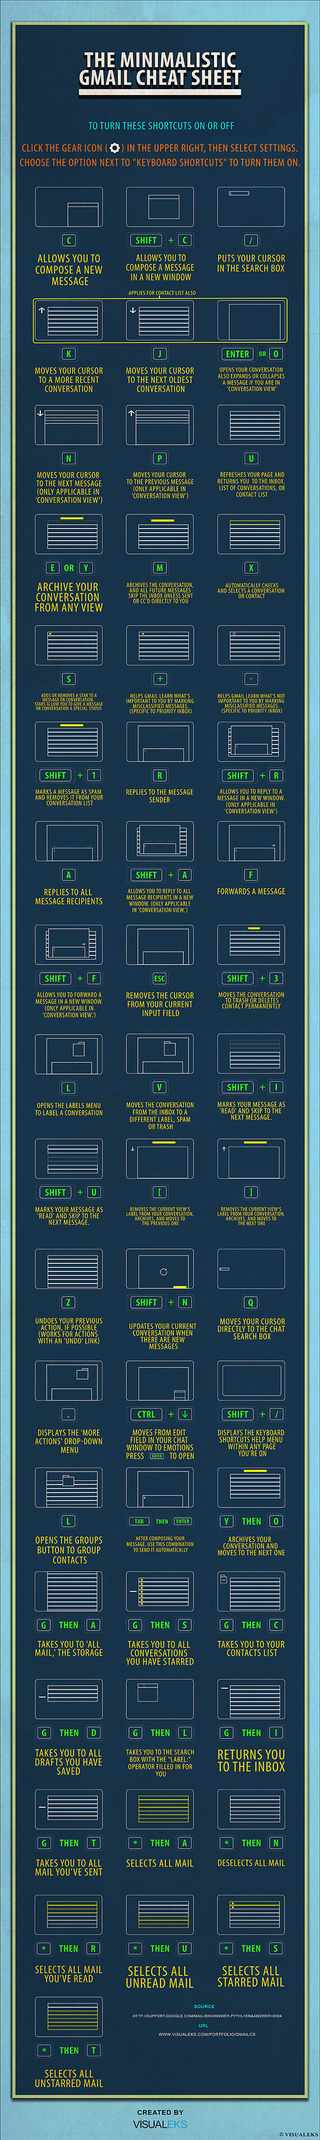 THE MINIMALISTIC
GMAIL CHEAT SHEET
TO TURN THESE SHORTCUTS ON OR OFF
CLICK THE GEAR ICON ( ) IN THE UPPER RIGHT, THEN SELECT SETTINGS.
CHOOSE THE OPTION NEXT TO "KEYBOARD SHORTCUTS" TO TURN THEM ON.
C
ALLOWS YOU TO
COMPOSE A NEW
MESSAGE
SHIFT + C
ALLOWS YOU TO
COMPOSE A MESSAGE
IN A NEW WINDOW
/
PUTS YOUR CURSOR
IN THE SEARCH BOX
APPLIES FOR CONTACT LIST ALSO
K
MOVES YOUR CURSOR
TO A MORE RECENT
CONVERSATION
J
MOVES YOUR CURSOR
TO THE NEXT OLDEST
CONVERSATION
ENTER OR O
OPENS YOUR CONVERSATION
ALSO EXPANDS OR COLLAPSES
A MESSAGE IF YOU ARE IN
'CONVERSATION VIEW'
N
MOVES YOUR CURSOR
TO THE NEXT MESSAGE
(ONLY APPLICABLE IN
'CONVERSATION VIEW')
P
MOVES YOUR CURSOR
TO THE PREVIOUS MESSAGE
(ONLY APPLICABLE IN
'CONVERSATION VIEW')
U
REFRESHES YOUR PAGE AND
RETURNS YOU TO THE INBOX,
LIST OF CONVERSATIONS, OR
CONTACT LIST
E OR Y
ARCHIVE YOUR
CONVERSATION
FROM ANY VIEW
M
ARCHIVES THE CONVERSATION,
AND ALL FUTURE MESSAGES
SKIP THE INBOX UNLESS SENT
OR CC'D DIRECTLY TO YOU
X
AUTOMATICALLY CHECKS
AND SELECTS A CONVERSATION
OR CONTACT
S
ADDS OR REMOVES A STAR TO A
MESSAGE OR CONVERSATION.
STARS ALLOW YOU TO GIVE A MESSAGE
OR CONVERSATION A SPECIAL STATUS
+
HELPS GMAIL LEARN WHAT'S
IMPORTANT TO YOU BY MARKING
MISCLASSIFIED MESSAGES.
(SPECIFIC TO PRIORITY INBOX)
-
HELPS GMAIL LEARN WHAT'S NOT
IMPORTANT TO YOU BY MARKING
MISCLASSIFIED MESSAGES.
(SPECIFIC TO PRIORITY INBOX)
SHIFT + 1
MARKS A MESSAGE AS SPAM
AND REMOVES IT FROM YOUR
CONVERSATION LIST
R
REPLIES TO THE MESSAGE
SENDER
SHIFT + R
ALLOWS YOU TO REPLY TO A
MESSAGE IN A NEW WINDOW.
(ONLY APPLICABLE IN
'CONVERSATION VIEW')
A
REPLIES TO ALL
MESSAGE RECIPIENTS
SHIFT + A
ALLOWS YOU TO REPLY TO ALL
MESSAGE RECIPIENTS IN A NEW
WINDOW. (ONLY APPLICABLE
IN 'CONVERSATION VIEW.')
F
FORWARDS A MESSAGE
SHIFT + F
ALLOWS YOU TO FORWARD A
MESSAGE IN A NEW WINDOW.
(ONLY APPLICABLE IN
'CONVERSATION VIEW.')
ESC
REMOVES THE CURSOR
FROM YOUR CURRENT
INPUT FIELD
SHIFT + 3
MOVES THE CONVERSATION
TO TRASH OR DELETES
CONTACT PERMANENTLY
L
OPENS THE LABELS MENU
TO LABEL A CONVERSATION
V
MOVES THE CONVERSATION
FROM THE INBOX TO A
DIFFERENT LABEL, SPAM
OR TRASH
SHIFT + I
MARKS YOUR MESSAGE AS
'READ' AND SKIP TO THE
NEXT MESSAGE.
SHIFT + U
MARKS YOUR MESSAGE AS
'READ' AND SKIP TO THE
NEXT MESSAGE.
[
REMOVES THE CURRENT VIEW'S
LABEL FROM YOUR CONVERSATION,
ARCHIVES, AND MOVES TO
THE PREVIOUS ONE
]
REMOVES THE CURRENT VIEW'S
LABEL FROM YOUR CONVERSATION,
ARCHIVES, AND MOVES TO
THE NEXT ONE
Z
UNDOES YOUR PREVIOUS
ACTION, IF POSSIBLE
(WORKS FOR ACTIONS
WITH AN 'UNDO' LINK)
SHIFT + N
UPDATES YOUR CURRENT
CONVERSATION WHEN
THERE ARE NEW
MESSAGES
Q
MOVES YOUR CURSOR
DIRECTLY TO THE CHAT
SEARCH BOX
.
DISPLAYS THE 'MORE
ACTIONS' DROP-DOWN
MENU
CTRL + ↓
MOVES FROM EDIT
FIELD IN YOUR CHAT
WINDOW TO EMOTIONS
PRESS ENTER TO OPEN
SHIFT + /
DISPLAYS THE KEYBOARD
SHORTCUTS HELP MENU
WITHIN ANY PAGE
YOU'RE ON
L
OPENS THE GROUPS
BUTTON TO GROUP
CONTACTS
TAB THEN ENTER
AFTER COMPOSING YOUR
MESSAGE, USE THIS COMBINATION
TO SEND IT AUTOMATICALLY
Y THEN O
ARCHIVES YOUR
CONVERSATION AND
MOVES TO THE NEXT ONE
G THEN A
TAKES YOU TO 'ALL
MAIL,' THE STORAGE
G THEN S
TAKES YOU TO ALL
CONVERSATIONS
YOU HAVE STARRED
G THEN C
TAKES YOU TO YOUR
CONTACTS LIST
G THEN D
TAKES YOU TO ALL
DRAFTS YOU HAVE
SAVED
G THEN L
TAKES YOU TO THE SEARCH
BOX WITH THE "LABEL:"
OPERATOR FILLED IN FOR
YOU
G THEN I
RETURNS YOU
TO THE INBOX
G THEN T
TAKES YOU TO ALL
MAIL YOU'VE SENT
* THEN A
SELECTS ALL MAIL
* THEN N
DESELECTS ALL MAIL
* THEN R
SELECTS ALL MAIL
YOU'VE READ
* THEN U
SELECTS ALL
UNREAD MAIL
* THEN S
SELECTS ALL
STARRED MAIL
* THEN T
SELECTS ALL
UNSTARRED MAIL
SOURCE
URL
WWW.VISUALEKS.COM/PORTFOLIO/GMAILCS
CREATED BY
VISUALEKS
© VISUALEKS